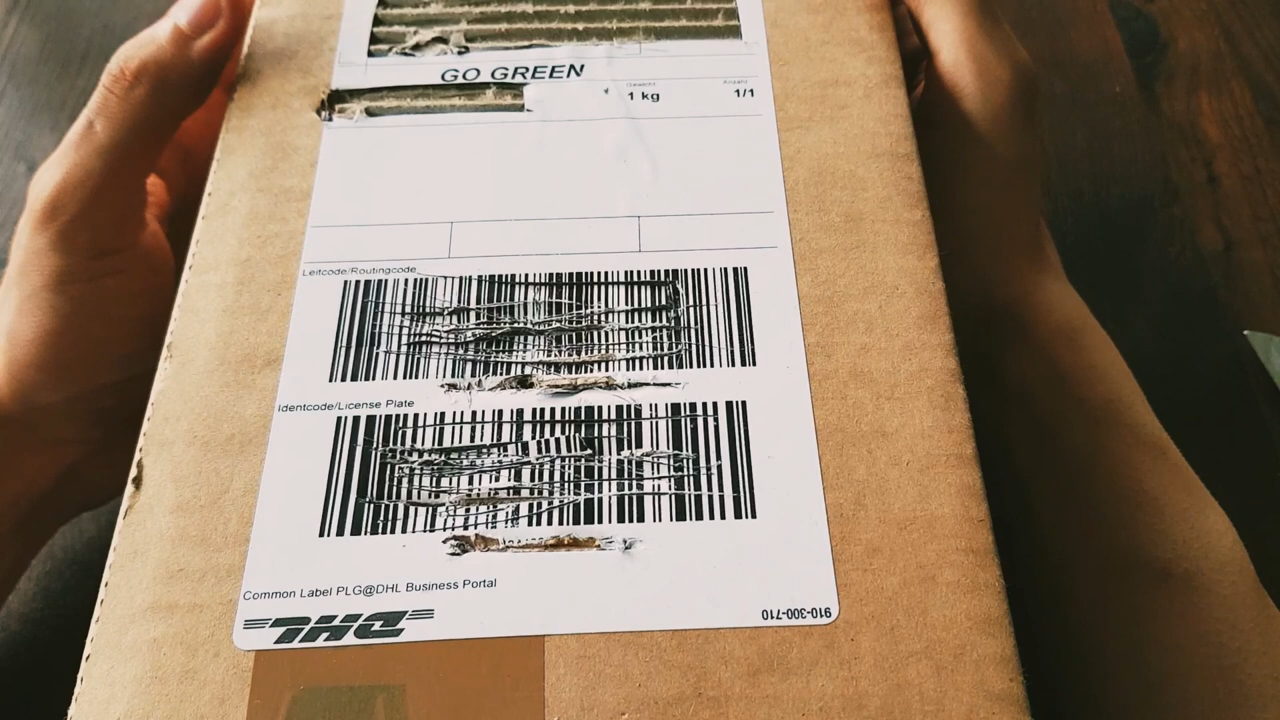 GO GREEN
Gewicht
Anzahl
1 kg
1/1
Leitcode/Routingcode
Identcode/License Plate
Common Label PLG@DHL Business Portal
DHL
910-300-710